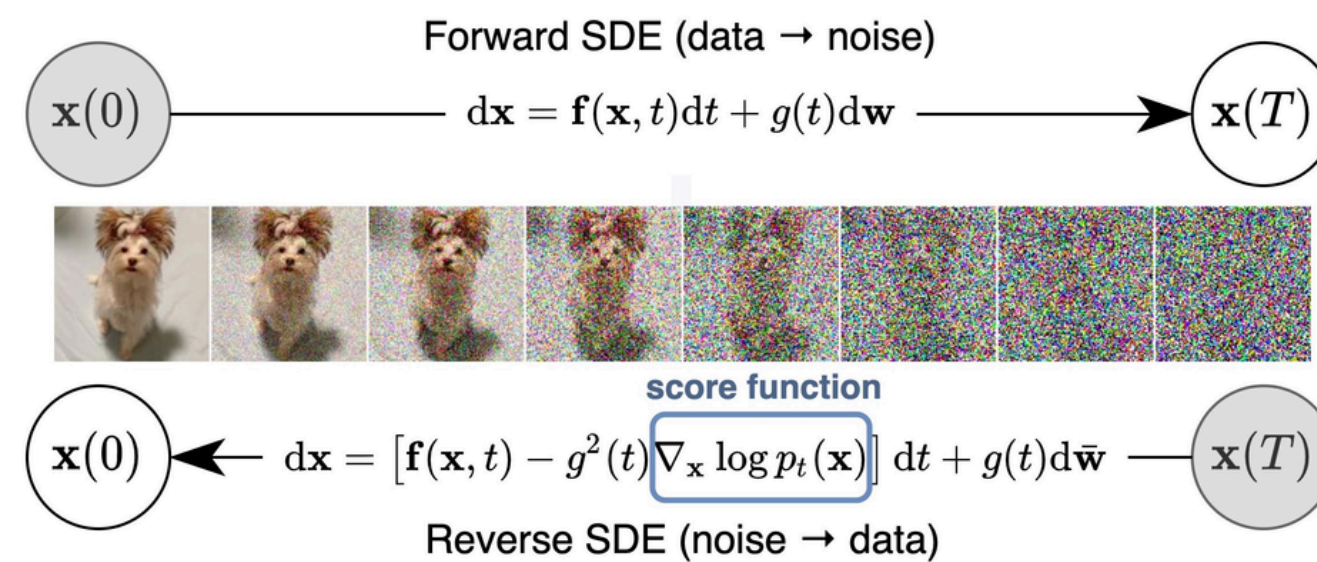 Forward SDE (data → noise)
x(0) dx = f(x, t)dt + g(t)dw x(T)
score function
x(0) dx = [f(x, t) − g²(t)∇ₓ log pₜ(x)] dt + g(t)dw̄ x(T)
Reverse SDE (noise → data)